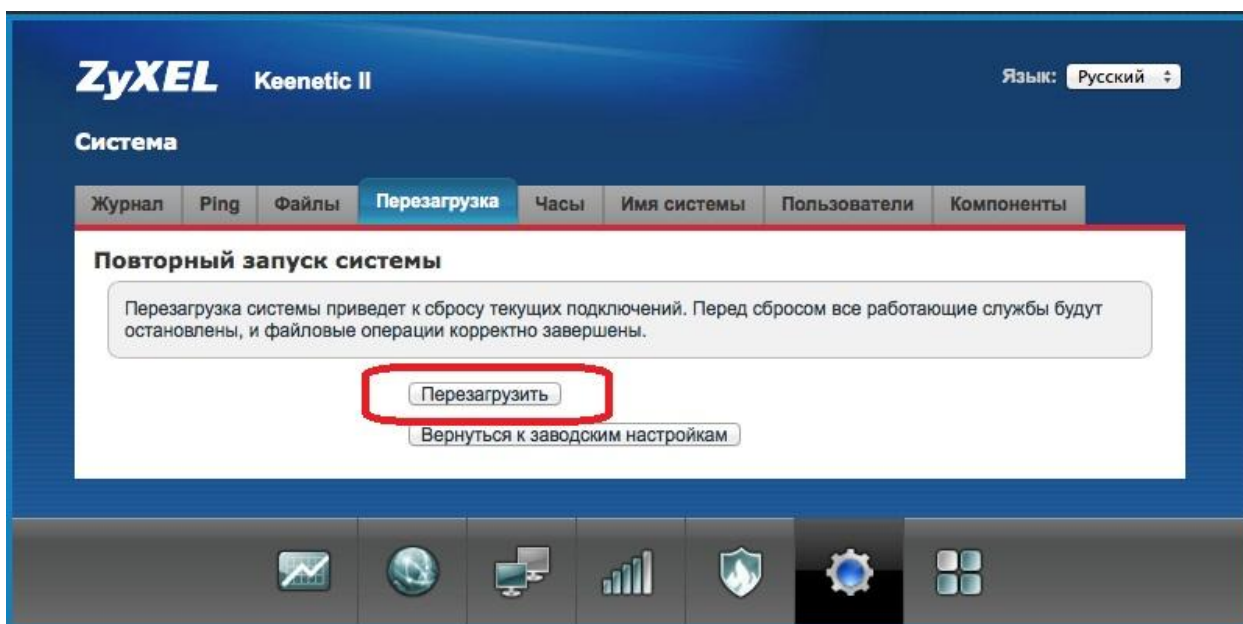 ZyXEL Keenetic II
Язык: Русский
Система
Журнал Ping Файлы Перезагрузка Часы Имя системы Пользователи Компоненты
Повторный запуск системы
Перезагрузка системы приведет к сбросу текущих подключений. Перед сбросом все работающие службы будут
остановлены, и файловые операции корректно завершены.
Перезагрузить
Вернуться к заводским настройкам